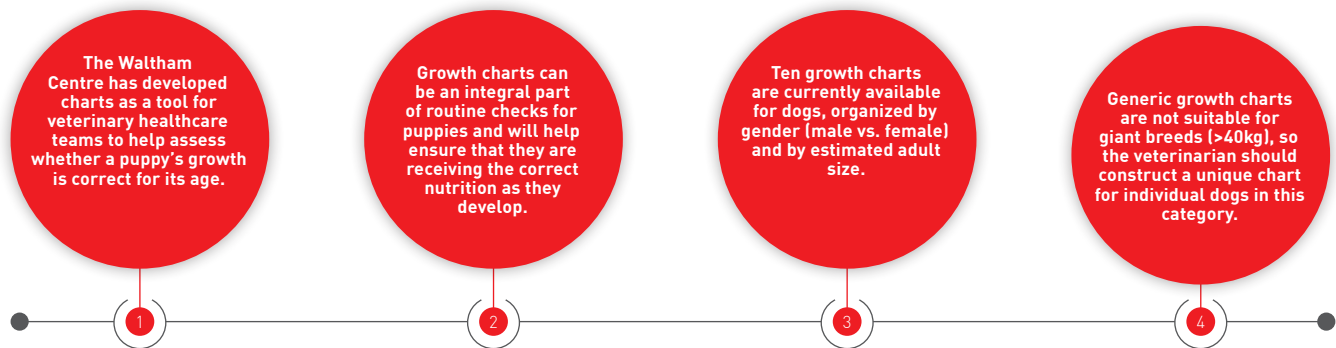 The Waltham
Centre has developed
charts as a tool for
veterinary healthcare
teams to help assess
whether a puppy's growth
is correct for its age.
1
Growth charts can
be an integral part
of routine checks for
puppies and will help
ensure that they are
receiving the correct
nutrition as they
develop.
2
Ten growth charts
are currently available
for dogs, organized by
gender (male vs. female)
and by estimated adult
size.
3
Generic growth charts
are not suitable for
giant breeds (>40kg), so
the veterinarian should
construct a unique chart
for individual dogs in this
category.
4